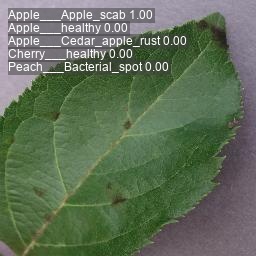 Apple___Apple_scab 1.00
Apple___healthy 0.00
Apple___Cedar_apple_rust 0.00
Cherry___healthy 0.00
Peach___Bacterial_spot 0.00